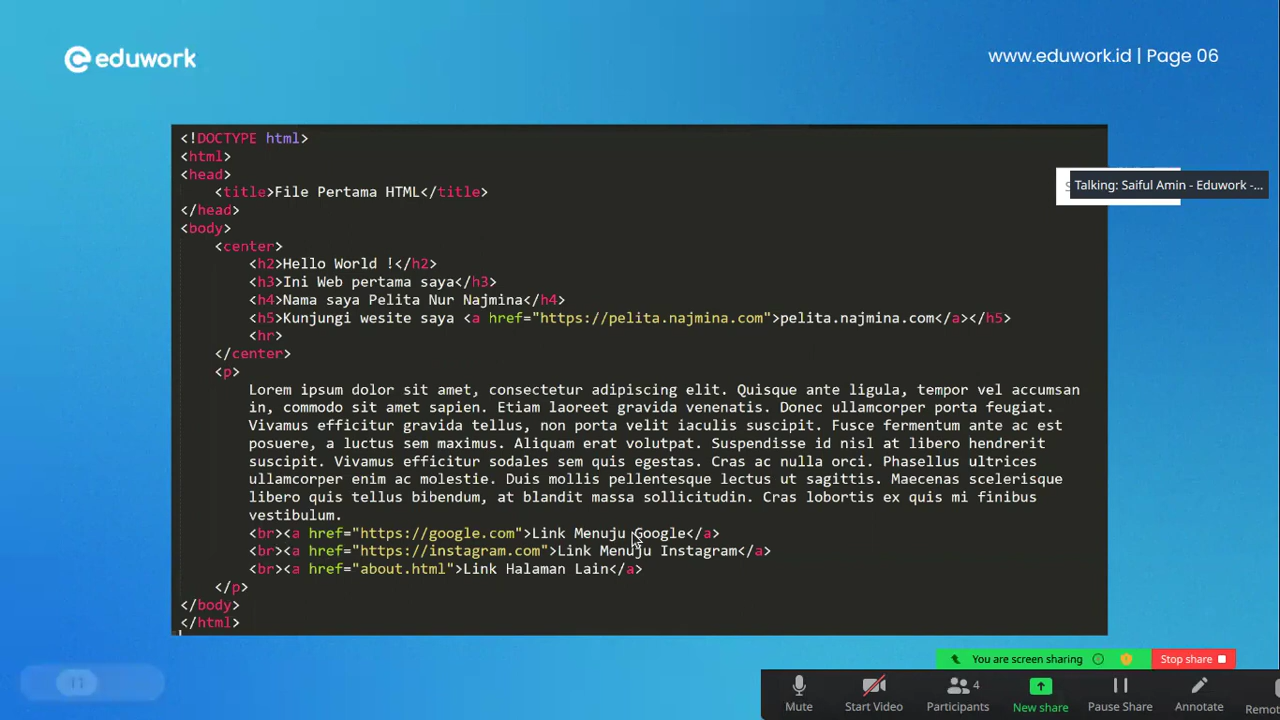 eduwork
www.eduwork.id | Page 06
<!DOCTYPE html>
<html>
<head>
<title>File Pertama HTML</title>
</head>
<body>
<center>
<h2>Hello World !</h2>
<h3>Ini Web pertama saya</h3>
<h4>Nama saya Pelita Nur Najmina</h4>
<h5>Kunjungi wesite saya <a href="https://pelita.najmina.com">pelita.najmina.com</a></h5>
<hr>
</center>
<p>
Lorem ipsum dolor sit amet, consectetur adipiscing elit. Quisque ante ligula, tempor vel accumsan
in, commodo sit amet sapien. Etiam laoreet gravida venenatis. Donec ullamcorper porta feugiat.
Vivamus efficitur gravida tellus, non porta velit iaculis suscipit. Fusce fermentum ante ac est
posuere, a luctus sem maximus. Aliquam erat volutpat. Suspendisse id nisl at libero hendrerit
suscipit. Vivamus efficitur sodales sem quis egestas. Cras ac nulla orci. Phasellus ultrices
ullamcorper enim ac molestie. Duis mollis pellentesque lectus ut sagittis. Maecenas scelerisque
libero quis tellus bibendum, at blandit massa sollicitudin. Cras lobortis ex quis mi finibus
vestibulum.
<br><a href="https://google.com">Link Menuju Google</a>
<br><a href="https://instagram.com">Link Menuju Instagram</a>
<br><a href="about.html">Link Halaman Lain</a>
</p>
</body>
</html>
Talking: Saiful Amin - Eduwork -...
You are screen sharing
Stop share
4
Mute
Start Video
Participants
New share
Pause Share
Annotate
Remot